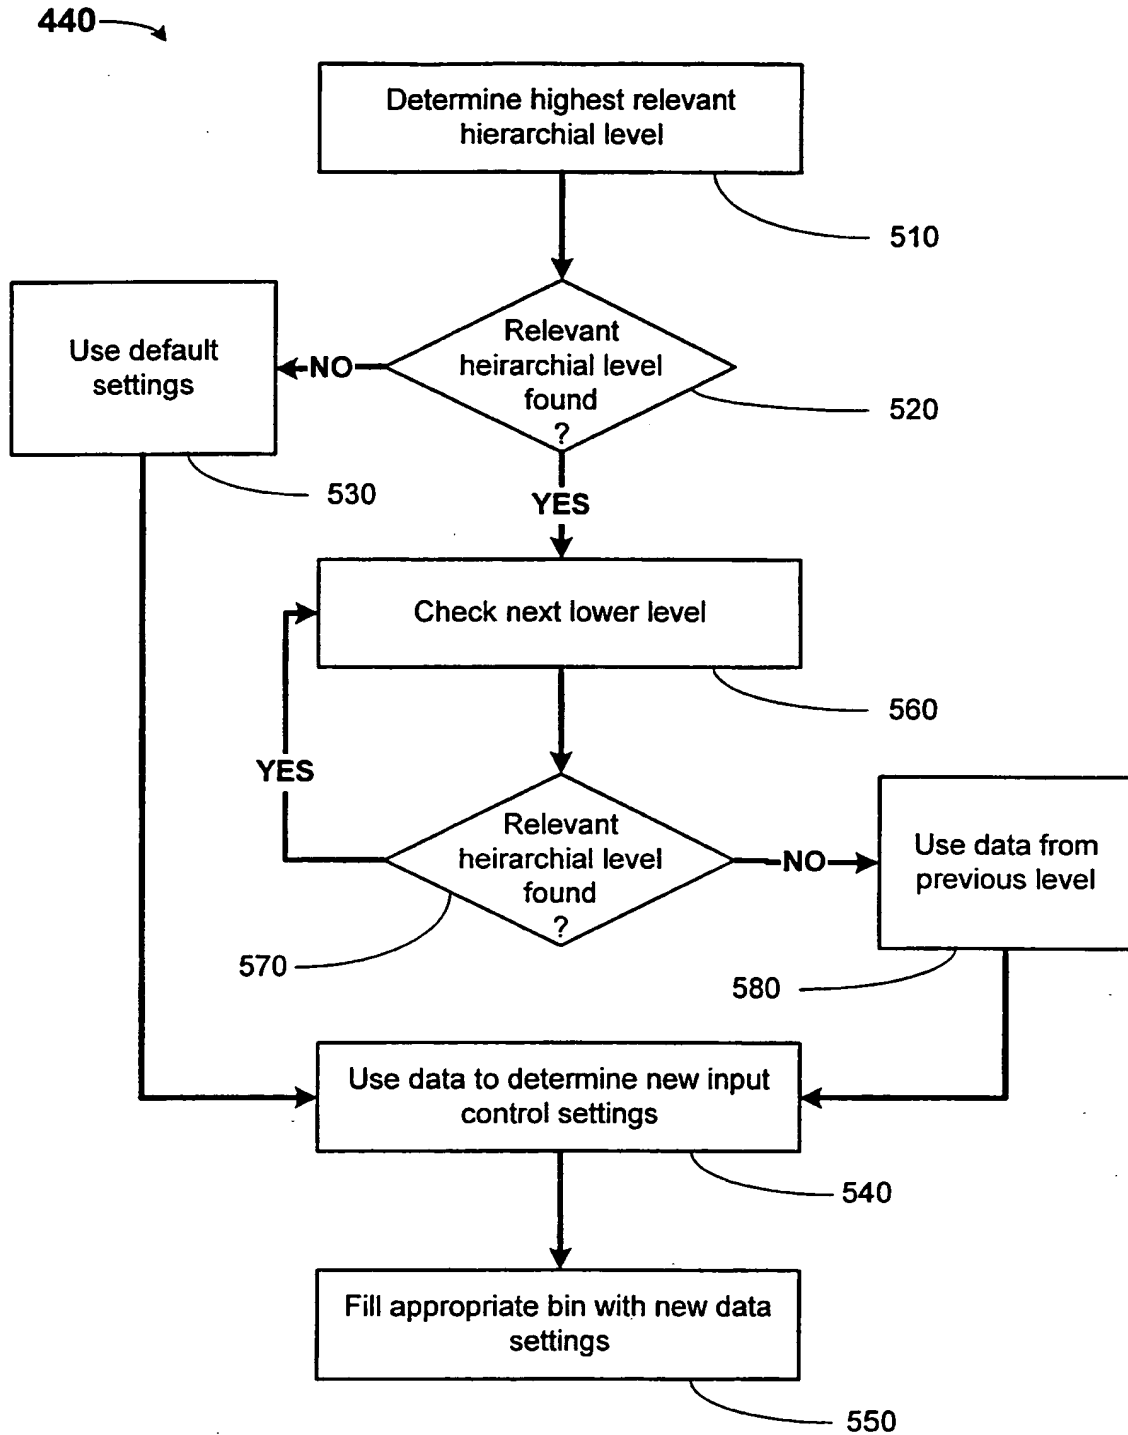 440
Determine highest relevant
hierarchial level
510
Relevant
heirarchial level
found
?
520
NO
Use default
settings
530
YES
Check next lower level
560
YES
Relevant
heirarchial level
found
?
570
NO
Use data from
previous level
580
Use data to determine new input
control settings
540
Fill appropriate bin with new data
settings
550